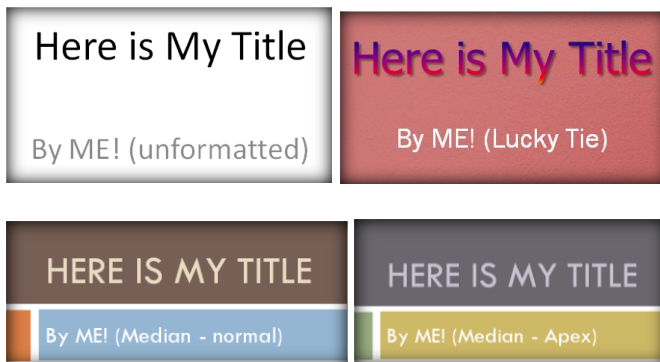 Here is My Title
By ME! (unformatted)
Here is My Title
By ME! (Lucky Tie)
HERE IS MY TITLE
By ME! (Median - normal)
HERE IS MY TITLE
By ME! (Median - Apex)